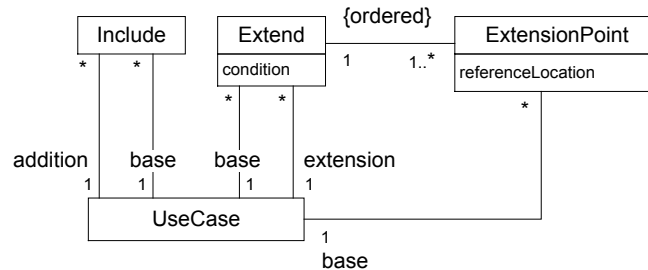 {ordered}
Include
Extend
ExtensionPoint
condition
referenceLocation
1
1..*
*
*
*
*
*
addition
base
base
extension
1
1
1
1
UseCase
1
base